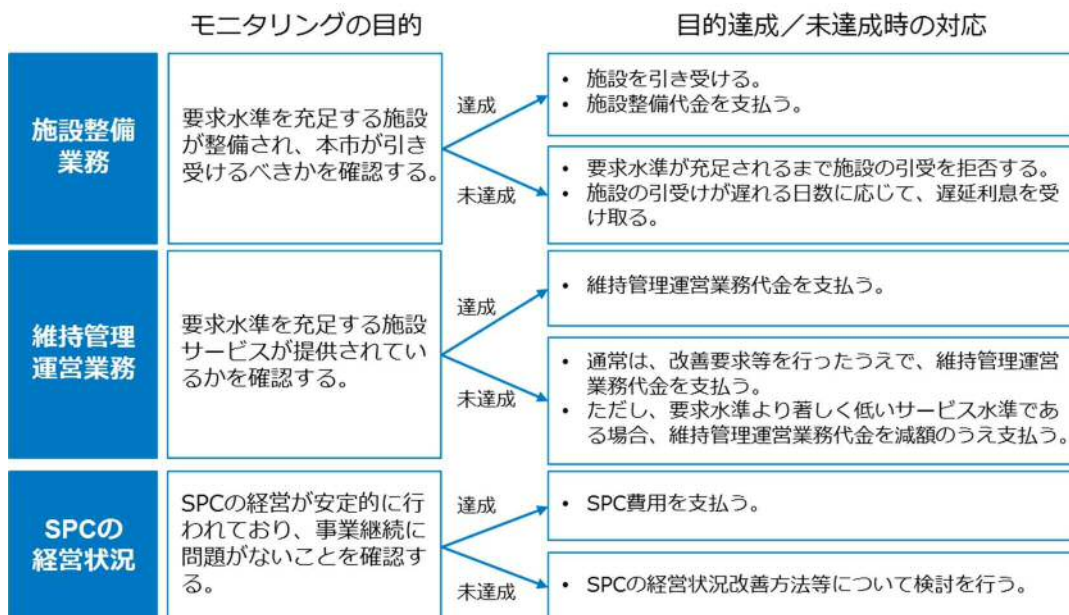 モニタリングの目的
目的達成／未達成時の対応
施設整備
業務
要求水準を充足する施設
が整備され、本市が引き
受けるべきかを確認する。
達成
• 施設を引き受ける。
• 施設整備代金を支払う。
未達成
• 要求水準が充足されるまで施設の引受を拒否する。
• 施設の引受けが遅れる日数に応じて、遅延利息を受
け取る。
維持管理
運営業務
要求水準を充足する施設
サービスが提供されてい
るかを確認する。
達成
• 維持管理運営業務代金を支払う。
未達成
• 通常は、改善要求等を行ったうえで、維持管理運営
業務代金を支払う。
• ただし、要求水準より著しく低いサービス水準であ
る場合、維持管理運営業務代金を減額のうえ支払う。
SPCの
経営状況
SPCの経営が安定的に行
われており、事業継続に
問題がないことを確認す
る。
達成
• SPC費用を支払う。
未達成
• SPCの経営状況改善方法等について検討を行う。